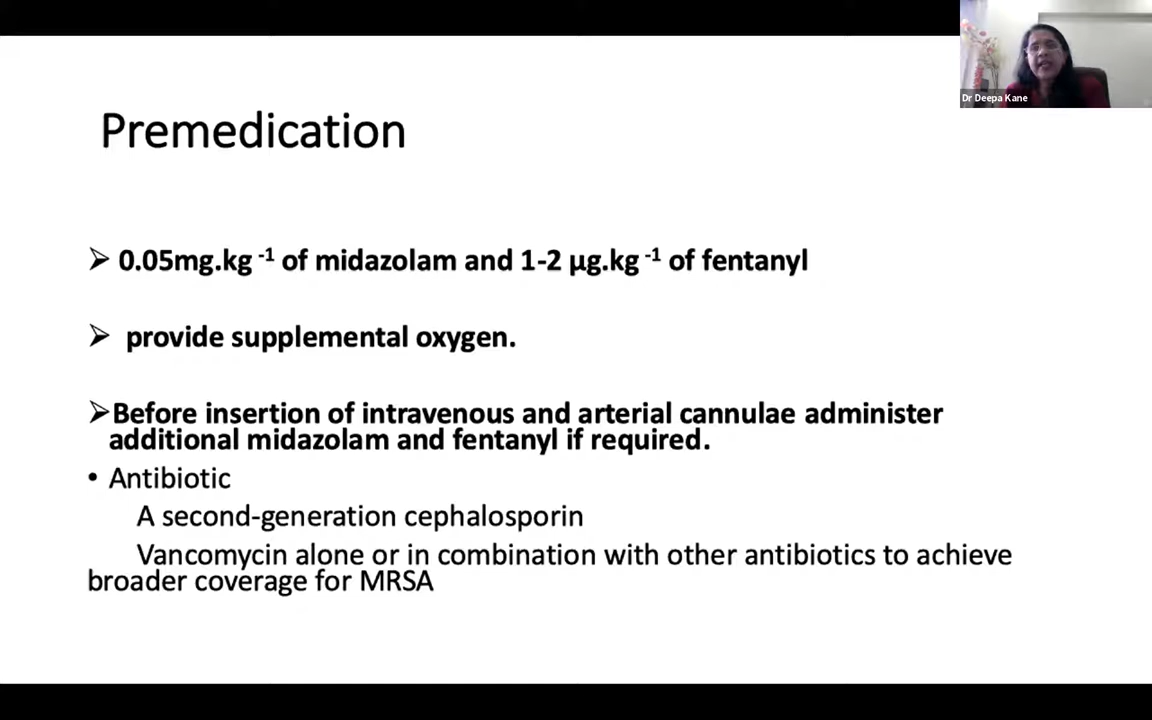 Dr Deepa Kane
Premedication
➢ 0.05mg.kg -1 of midazolam and 1-2 µg.kg -1 of fentanyl
➢ provide supplemental oxygen.
➢Before insertion of intravenous and arterial cannulae administer
additional midazolam and fentanyl if required.
• Antibiotic
A second-generation cephalosporin
Vancomycin alone or in combination with other antibiotics to achieve
broader coverage for MRSA